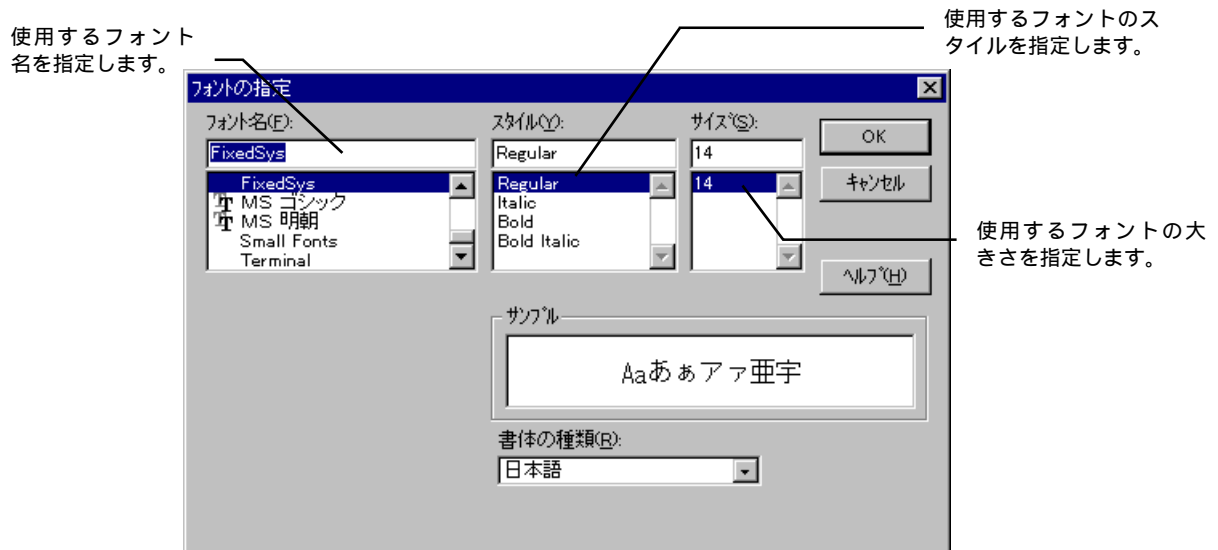 使用するフォント
名を指定します。
使用するフォントのス
タイルを指定します。
ﾌｫﾝﾄの指定
ﾌｫﾝﾄ名(F):
FixedSys
FixedSys
MS ゴシック
MS 明朝
Small Fonts
Terminal
ｽﾀｲﾙ(Y):
Regular
Regular
Italic
Bold
Bold Italic
ｻｲｽﾞ(S):
14
14
OK
ｷｬﾝｾﾙ
ﾍﾙﾌﾟ(H)
使用するフォントの大
きさを指定します。
ｻﾝﾌﾟﾙ
Aaあぁアァ亜宇
書体の種類(R):
日本語